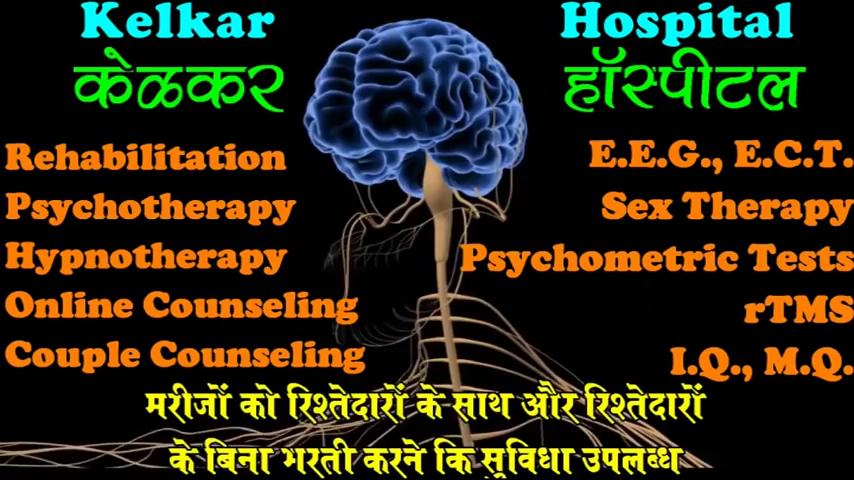 Kelkar Hospital
केळकर हॉस्पीटल
Rehabilitation
Psychotherapy
Hypnotherapy
Online Counseling
Couple Counseling
E.E.G., E.C.T.
Sex Therapy
Psychometric Tests
rTMS
I.Q., M.Q.
मरीजों को रिश्तेदारों के साथ और रिश्तेदारों
के बिना भरती करने कि सुविधा उपलब्ध